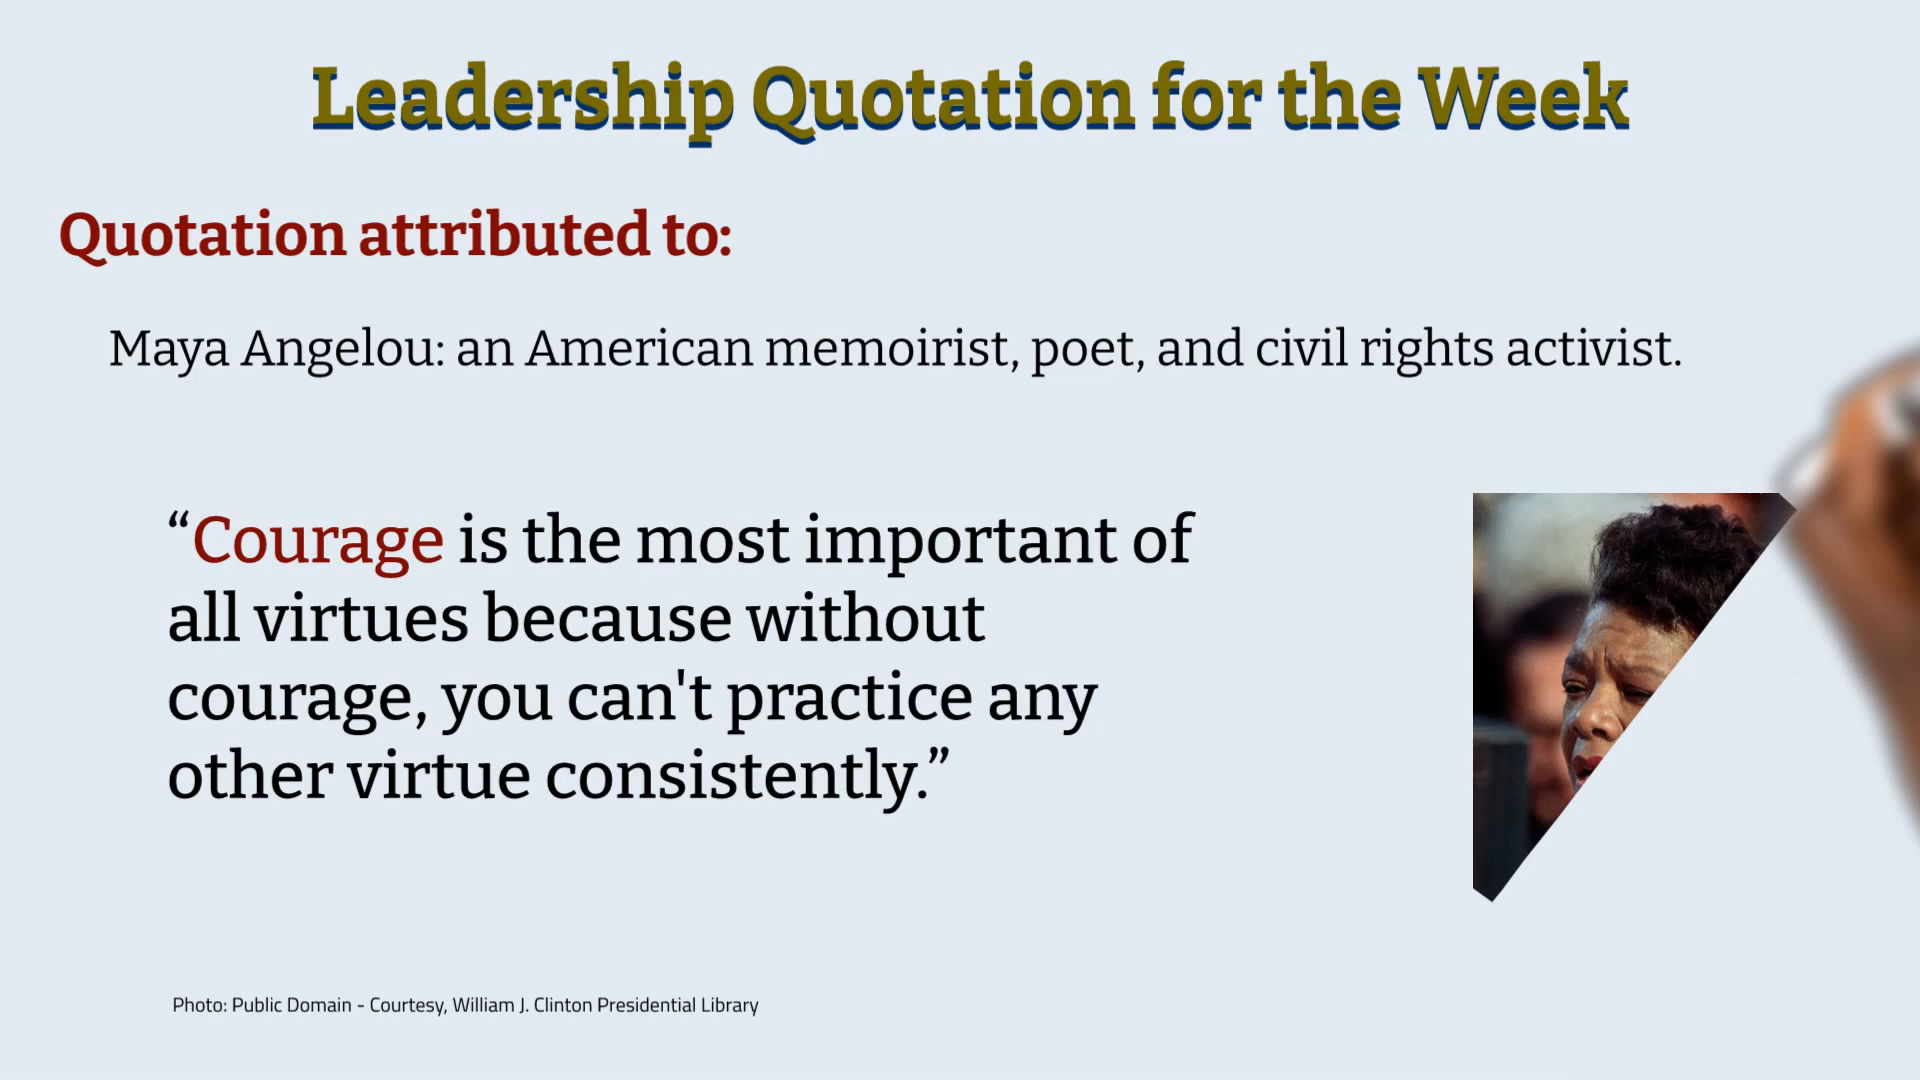 Leadership Quotation for the Week
Quotation attributed to:
Maya Angelou: an American memoirist, poet, and civil rights activist.
“Courage is the most important of
all virtues because without
courage, you can't practice any
other virtue consistently.”
Photo: Public Domain - Courtesy, William J. Clinton Presidential Library